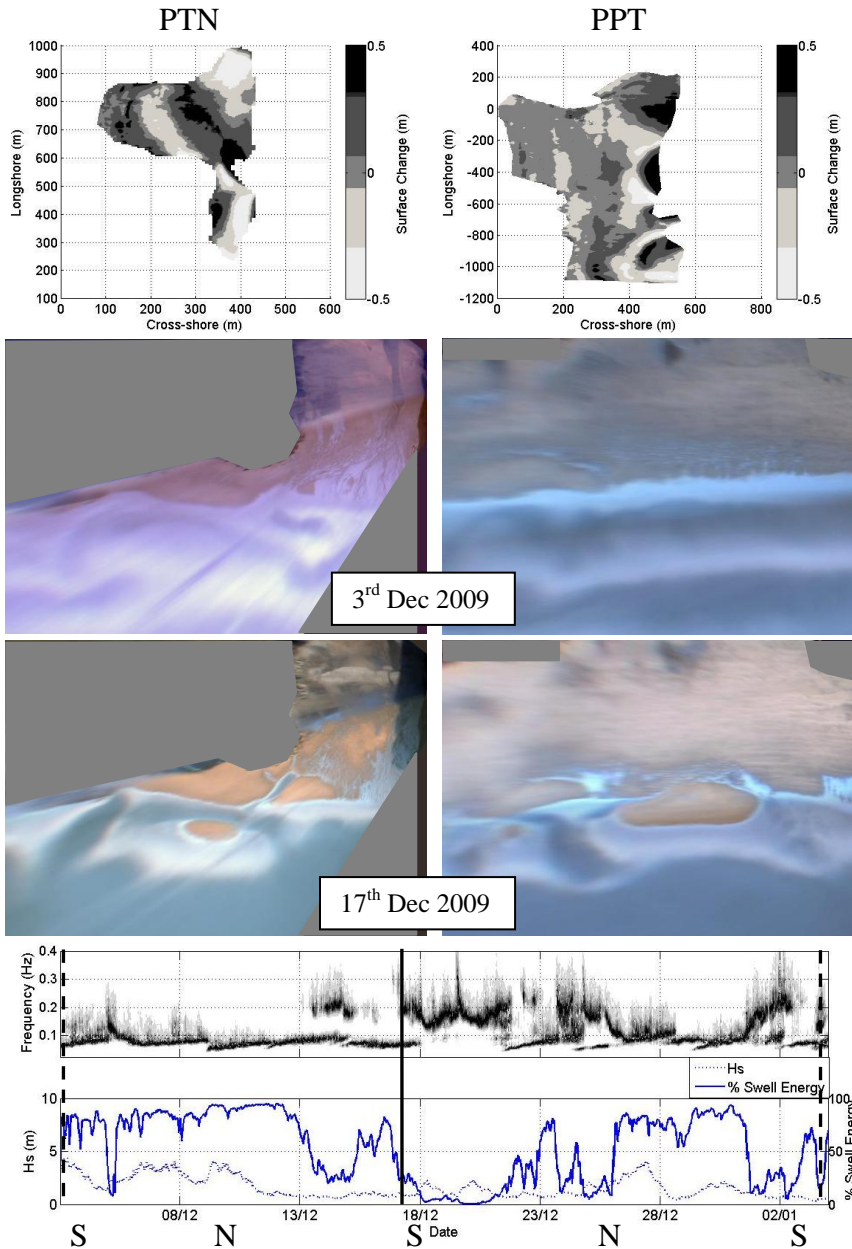 PTN
PPT
1000
900
800
700
600
500
400
300
200
100
0 100 200 300 400 500 600
Longshore (m)
Cross-shore (m)
0.5
0
-0.5
Surface Change (m)
400
200
0
-200
-400
-600
-800
-1000
-1200
0 200 400 600 800
Longshore (m)
Cross-shore (m)
0.5
0
-0.5
Surface Change (m)
3rd Dec 2009
17th Dec 2009
0.4
0.3
0.2
0.1
Frequency (Hz)
Hs
% Swell Energy
10
5
0
Hs (m)
100
50
0
% Swell Energy
08/12 13/12 18/12 23/12 28/12 02/01
Date
S N S N S